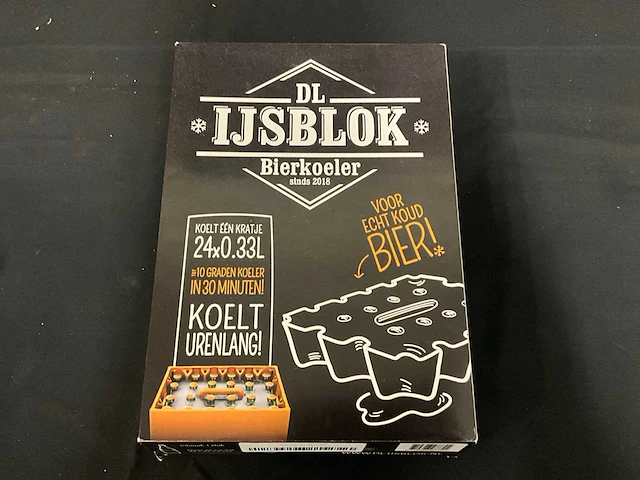 DL
IJSBLOK
Bierkoeler
sinds 2018
VOOR
ECHT KOUD
BIER!*
KOELT ÉÉN KRATJE
24x0.33L
±10 GRADEN KOELER
IN 30 MINUTEN!
KOELT
URENLANG!